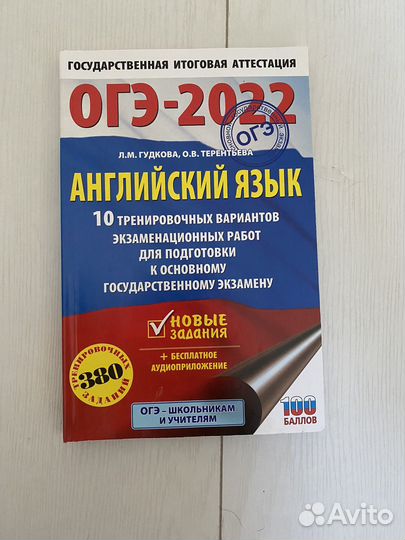 ГОСУДАРСТВЕННАЯ ИТОГОВАЯ АТТЕСТАЦИЯ
ОГЭ-2022
ОГЭ
Л.М. ГУДКОВА, О.В. ТЕРЕНТЬЕВА
АНГЛИЙСКИЙ ЯЗЫК
10 ТРЕНИРОВОЧНЫХ ВАРИАНТОВ
ЭКЗАМЕНАЦИОННЫХ РАБОТ
ДЛЯ ПОДГОТОВКИ
К ОСНОВНОМУ
ГОСУДАРСТВЕННОМУ ЭКЗАМЕНУ
НОВЫЕ
ЗАДАНИЯ
+ БЕСПЛАТНОЕ
АУДИОПРИЛОЖЕНИЕ
ТРЕНИРОВОЧНЫХ
380
ЗАДАНИЙ
ОГЭ – ШКОЛЬНИКАМ
И УЧИТЕЛЯМ
100
БАЛЛОВ
Avito